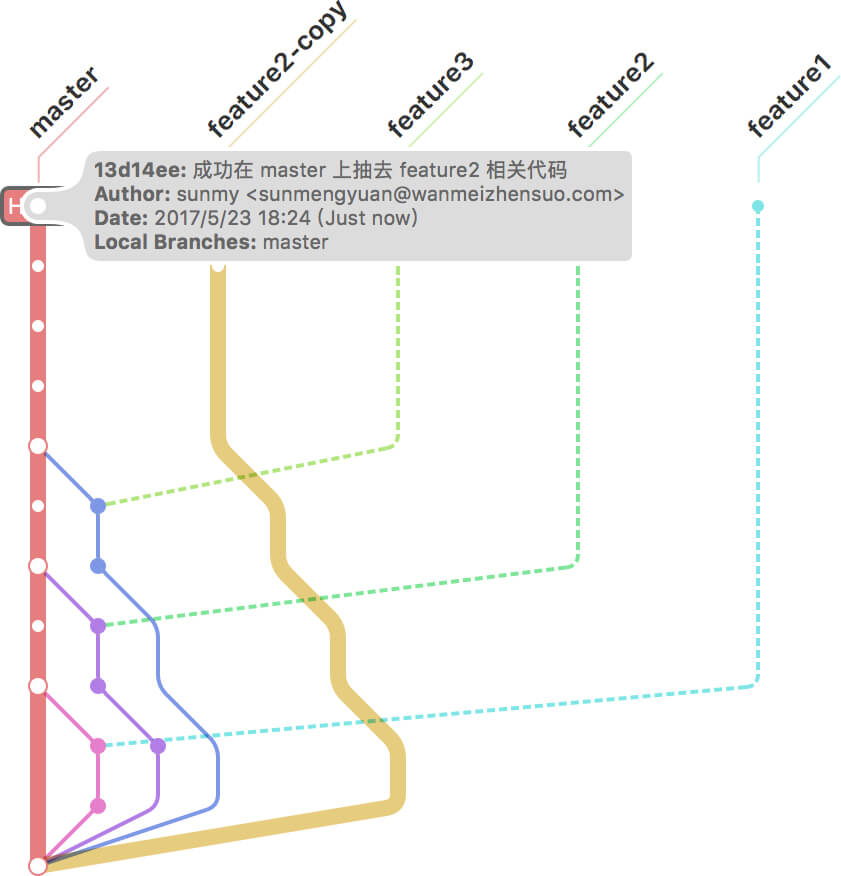 master
feature2-copy
feature3
feature2
feature1
H
13d14ee: 成功在 master 上抽去 feature2 相关代码
Author: sunmy <sunmengyuan@wanmeizhensuo.com>
Date: 2017/5/23 18:24 (Just now)
Local Branches: master